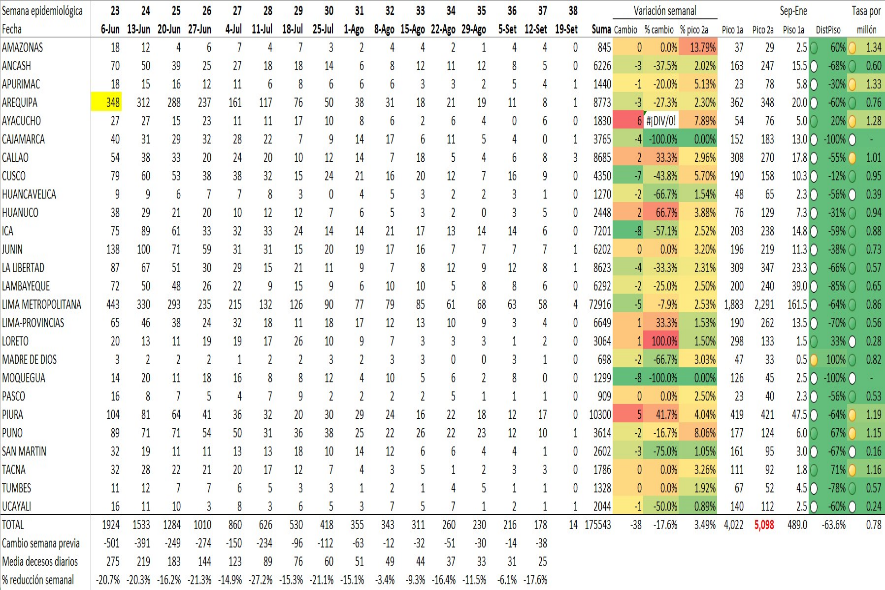 Semana epidemiológica 23 24 25 26 27 28 29 30 31 32 33 34 35 36 37 38 Variación semanal Sep-Ene Tasa por
Fecha 6-Jun 13-Jun 20-Jun 27-Jun 4-Jul 11-Jul 18-Jul 25-Jul 1-Ago 8-Ago 15-Ago 22-Ago 29-Ago 5-Set 12-Set 19-Set Suma Cambio % cambio % pico 2a Pico 1a Pico 2a Piso 1a DistPiso millón
AMAZONAS 18 12 4 6 7 4 7 3 2 4 4 2 1 4 4 0 845 0 0.0% 13.79% 37 29 2.5 60% 1.34
ANCASH 70 50 39 25 27 18 18 14 6 8 12 11 12 8 5 0 6226 -3 -37.5% 2.02% 163 247 15.5 -68% 0.60
APURIMAC 18 15 16 12 11 6 8 6 6 6 3 3 2 5 4 1 1440 -1 -20.0% 5.13% 23 78 5.8 -30% 1.33
AREQUIPA 348 312 288 237 161 117 76 50 38 31 18 21 19 11 8 1 8773 -3 -27.3% 2.30% 362 348 20.0 -60% 0.76
AYACUCHO 27 27 15 23 11 11 17 10 8 6 2 6 4 0 6 0 1830 6 #¡DIV/0! 7.89% 54 76 5.0 20% 1.28
CAJAMARCA 40 31 29 32 28 22 7 9 14 17 6 11 5 4 0 1 3765 -4 -100.0% 0.00% 152 183 13.0 -100% -
CALLAO 54 38 33 20 24 20 10 12 14 7 18 5 4 6 8 3 8685 2 33.3% 2.96% 308 270 17.8 -55% 1.01
CUSCO 79 60 53 38 38 32 15 24 21 16 20 12 7 16 9 0 4350 -7 -43.8% 5.70% 190 158 10.3 -12% 0.95
HUANCAVELICA 9 9 6 7 7 8 3 0 4 5 3 2 2 3 1 0 1270 -2 -66.7% 1.54% 48 65 2.3 -56% 0.39
HUANUCO 38 29 21 20 10 12 12 7 6 5 3 2 0 3 5 0 2448 2 66.7% 3.88% 76 129 7.3 -31% 0.94
ICA 75 89 61 33 32 33 24 14 14 21 17 13 14 14 6 0 7201 -8 -57.1% 2.52% 203 238 14.8 -59% 0.88
JUNIN 138 100 71 59 31 31 15 20 19 17 16 7 7 7 7 1 6202 0 0.0% 3.20% 196 219 11.3 -38% 0.73
LA LIBERTAD 87 67 51 30 29 15 21 11 9 7 8 12 9 12 8 1 8623 -4 -33.3% 2.31% 309 347 23.3 -66% 0.57
LAMBAYEQUE 72 50 48 26 22 9 15 9 6 10 10 5 8 8 6 0 6292 -2 -25.0% 2.50% 200 240 39.0 -85% 0.65
LIMA METROPOLITANA 443 330 293 235 215 132 126 90 77 79 85 61 68 63 58 4 72916 -5 -7.9% 2.53% 1,883 2,291 161.5 -64% 0.86
LIMA-PROVINCIAS 65 46 38 24 32 18 11 18 17 12 13 10 9 3 4 0 6649 1 33.3% 1.53% 190 262 13.5 -70% 0.56
LORETO 20 13 11 19 19 17 26 10 9 3 3 3 3 1 2 0 3064 1 100.0% 1.50% 298 133 1.5 33% 0.28
MADRE DE DIOS 3 2 2 2 1 2 2 3 2 3 3 0 0 3 1 0 698 -2 -66.7% 3.03% 47 33 0.5 100% 0.82
MOQUEGUA 14 20 11 18 16 8 8 12 4 10 5 6 2 8 0 0 1299 -8 -100.0% 0.00% 126 45 2.5 -100% -
PASCO 16 8 7 5 4 7 9 2 2 2 2 5 1 1 1 0 909 0 0.0% 2.50% 23 40 2.3 -56% 0.53
PIURA 104 81 64 41 36 32 20 30 29 24 16 22 18 12 17 0 10300 5 41.7% 4.04% 419 421 47.5 -64% 1.19
PUNO 89 71 71 54 50 31 36 38 25 22 26 22 23 12 10 1 3614 -2 -16.7% 8.06% 177 124 6.0 67% 1.15
SAN MARTIN 32 19 11 11 13 13 18 10 14 12 6 6 4 4 1 0 2602 -3 -75.0% 1.05% 161 95 3.0 -67% 0.16
TACNA 32 28 22 21 20 17 12 7 4 3 5 1 2 3 3 0 1786 0 0.0% 3.26% 111 92 1.8 71% 1.16
TUMBES 11 12 7 7 6 5 3 3 2 1 4 5 1 1 1 0 1328 0 0.0% 1.92% 67 52 4.5 -78% 0.57
UCAYALI 16 11 10 3 8 3 6 5 3 7 5 7 1 2 1 0 2044 -1 -50.0% 0.89% 140 112 2.5 -60% 0.24
TOTAL 1924 1533 1284 1010 860 626 530 418 355 343 311 260 230 216 178 14 175543 -38 -17.6% 3.49% 4,022 5,098 489.0 -63.6% 0.78
Cambio semana previa -501 -391 -249 -274 -150 -234 -96 -112 -63 -12 -32 -51 -30 -14 -38
Media decesos diarios 275 219 183 144 123 89 76 60 51 49 44 37 33 31 25
% reducción semanal -20.7% -20.3% -16.2% -21.3% -14.9% -27.2% -15.3% -21.1% -15.1% -3.4% -9.3% -16.4% -11.5% -6.1% -17.6%